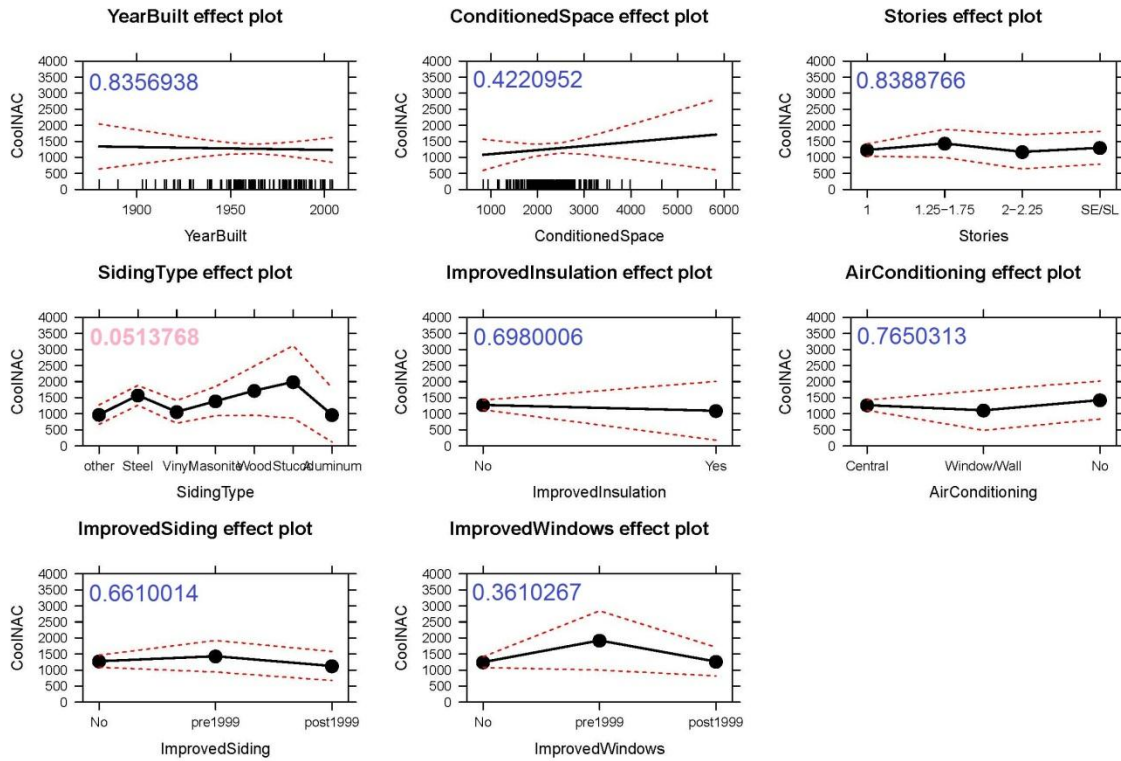 YearBuilt effect plot
ConditionedSpace effect plot
Stories effect plot
CoolNAC
4000
3500
3000
2500
2000
1500
1000
500
0
0.8356938
1900
1950
2000
YearBuilt
CoolNAC
4000
3500
3000
2500
2000
1500
1000
500
0
0.4220952
1000
2000
3000
4000
5000
6000
ConditionedSpace
CoolNAC
4000
3500
3000
2500
2000
1500
1000
500
0
0.8388766
1
1.25−1.75
2−2.25
SE/SL
Stories
SidingType effect plot
ImprovedInsulation effect plot
AirConditioning effect plot
CoolNAC
4000
3500
3000
2500
2000
1500
1000
500
0
0.0513768
other
Steel
Vinyl
Masonite
Wood
Stucco
Aluminum
SidingType
CoolNAC
4000
3500
3000
2500
2000
1500
1000
500
0
0.6980006
No
Yes
ImprovedInsulation
CoolNAC
4000
3500
3000
2500
2000
1500
1000
500
0
0.7650313
Central
Window/Wall
No
AirConditioning
ImprovedSiding effect plot
ImprovedWindows effect plot
CoolNAC
4000
3500
3000
2500
2000
1500
1000
500
0
0.6610014
No
pre1999
post1999
ImprovedSiding
CoolNAC
4000
3500
3000
2500
2000
1500
1000
500
0
0.3610267
No
pre1999
post1999
ImprovedWindows